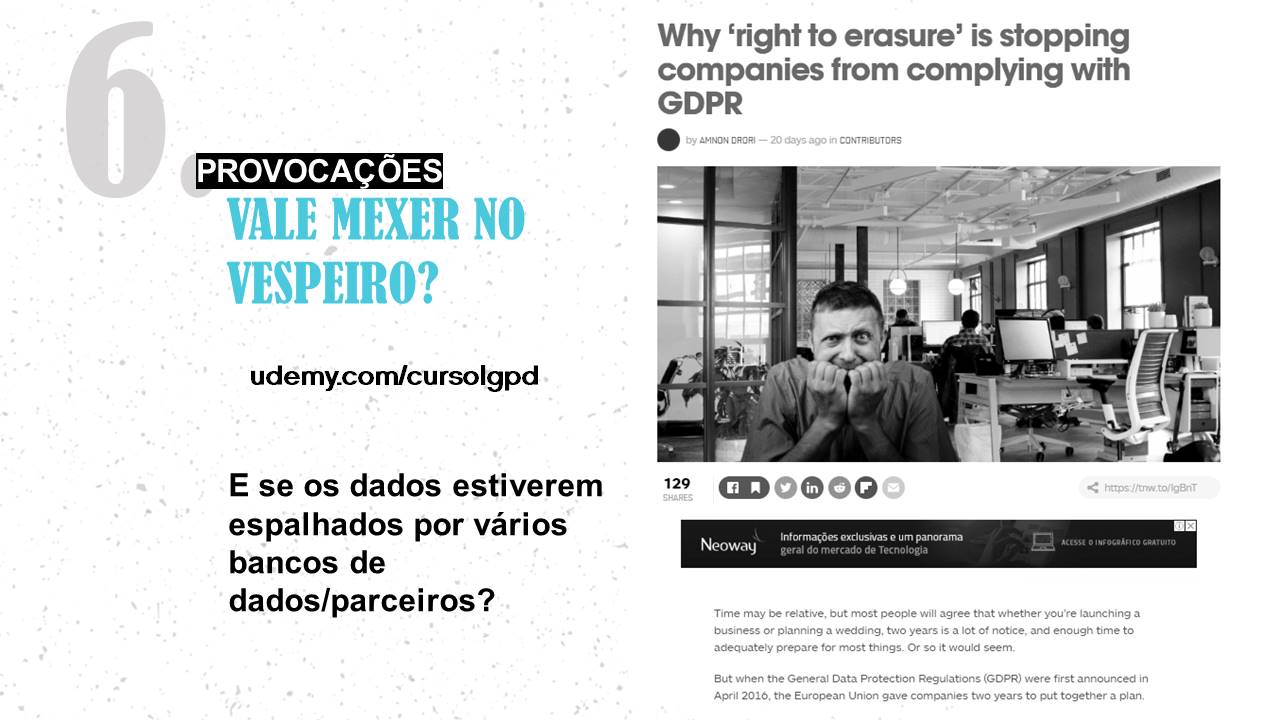 6.
PROVOCAÇÕES
VALE MEXER NO
VESPEIRO?
udemy.com/cursolgpd
E se os dados estiverem
espalhados por vários
bancos de
dados/parceiros?
Why ‘right to erasure’ is stopping
companies from complying with
GDPR
by AMNON DRORI — 20 days ago in CONTRIBUTORS
129
SHARES
https://tnw.to/IgBnT
Neoway
Informações exclusivas e um panorama
geral do mercado de Tecnologia
ACESSE O INFOGRÁFICO GRATUITO
Time may be relative, but most people will agree that whether you're launching a
business or planning a wedding, two years is a lot of notice, and enough time to
adequately prepare for most things. Or so it would seem.
But when the General Data Protection Regulations (GDPR) were first announced in
April 2016, the European Union gave companies two years to put together a plan.